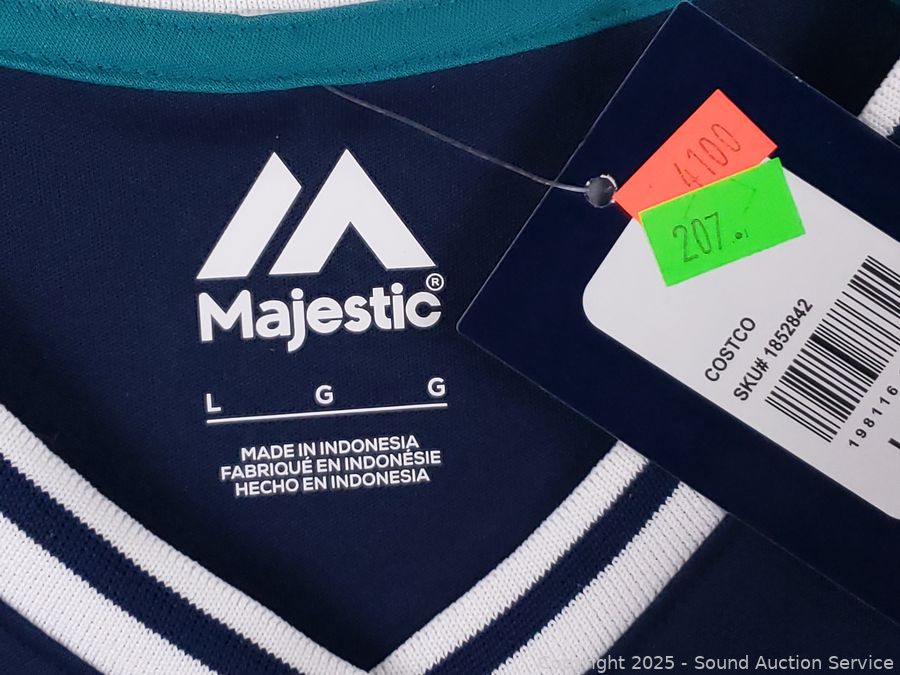 Majestic®
L G G
MADE IN INDONESIA
FABRIQUÉ EN INDONÉSIE
HECHO EN INDONESIA
4100
207.
COSTCO
SKU# 1852842
198116
Copyright 2025 - Sound Auction Service